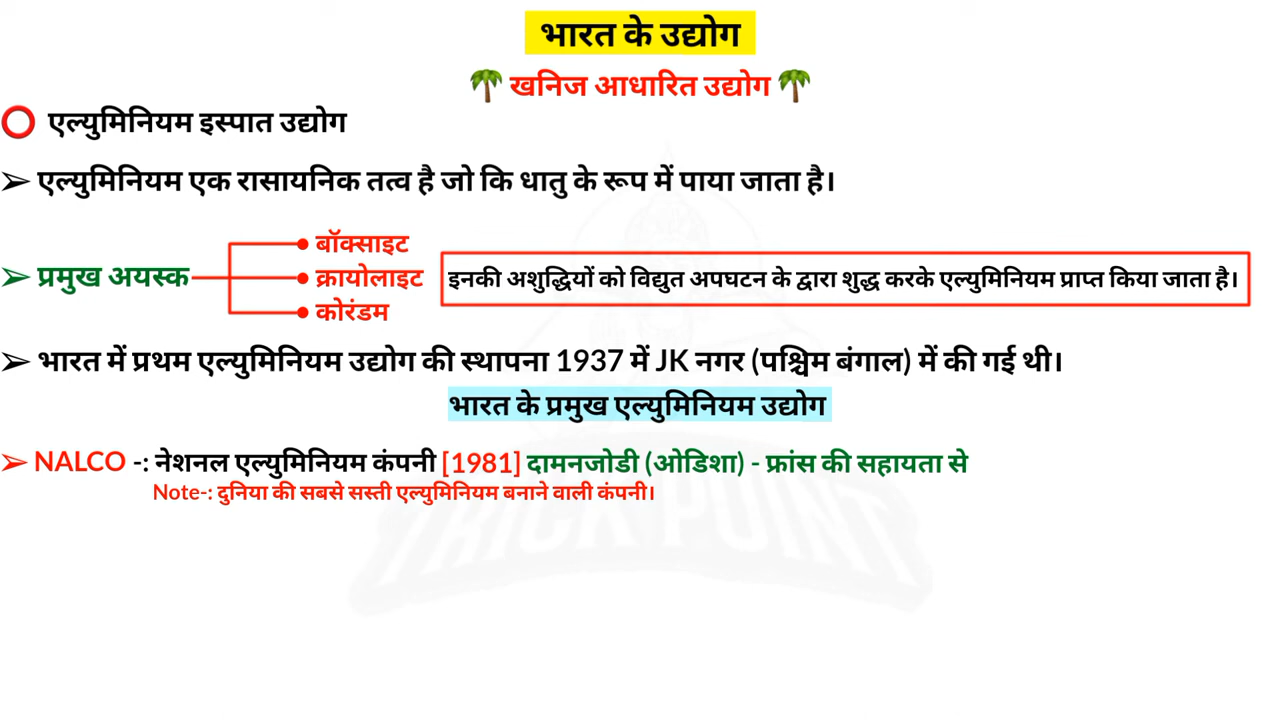 भारत के उद्योग
🌴 खनिज आधारित उद्योग 🌴
⭕ एल्युमिनियम इस्पात उद्योग
➢ एल्युमिनियम एक रासायनिक तत्व है जो कि धातु के रूप में पाया जाता है।
● बॉक्साइट
➢ प्रमुख अयस्क ● क्रायोलाइट इनकी अशुद्धियों को विद्युत अपघटन के द्वारा शुद्ध करके एल्युमिनियम प्राप्त किया जाता है।
● कोरंडम
➢ भारत में प्रथम एल्युमिनियम उद्योग की स्थापना 1937 में JK नगर (पश्चिम बंगाल) में की गई थी।
भारत के प्रमुख एल्युमिनियम उद्योग
➢ NALCO -: नेशनल एल्युमिनियम कंपनी [1981] दामनजोडी (ओडिशा) - फ्रांस की सहायता से
Note-: दुनिया की सबसे सस्ती एल्युमिनियम बनाने वाली कंपनी।
TRICK POINT